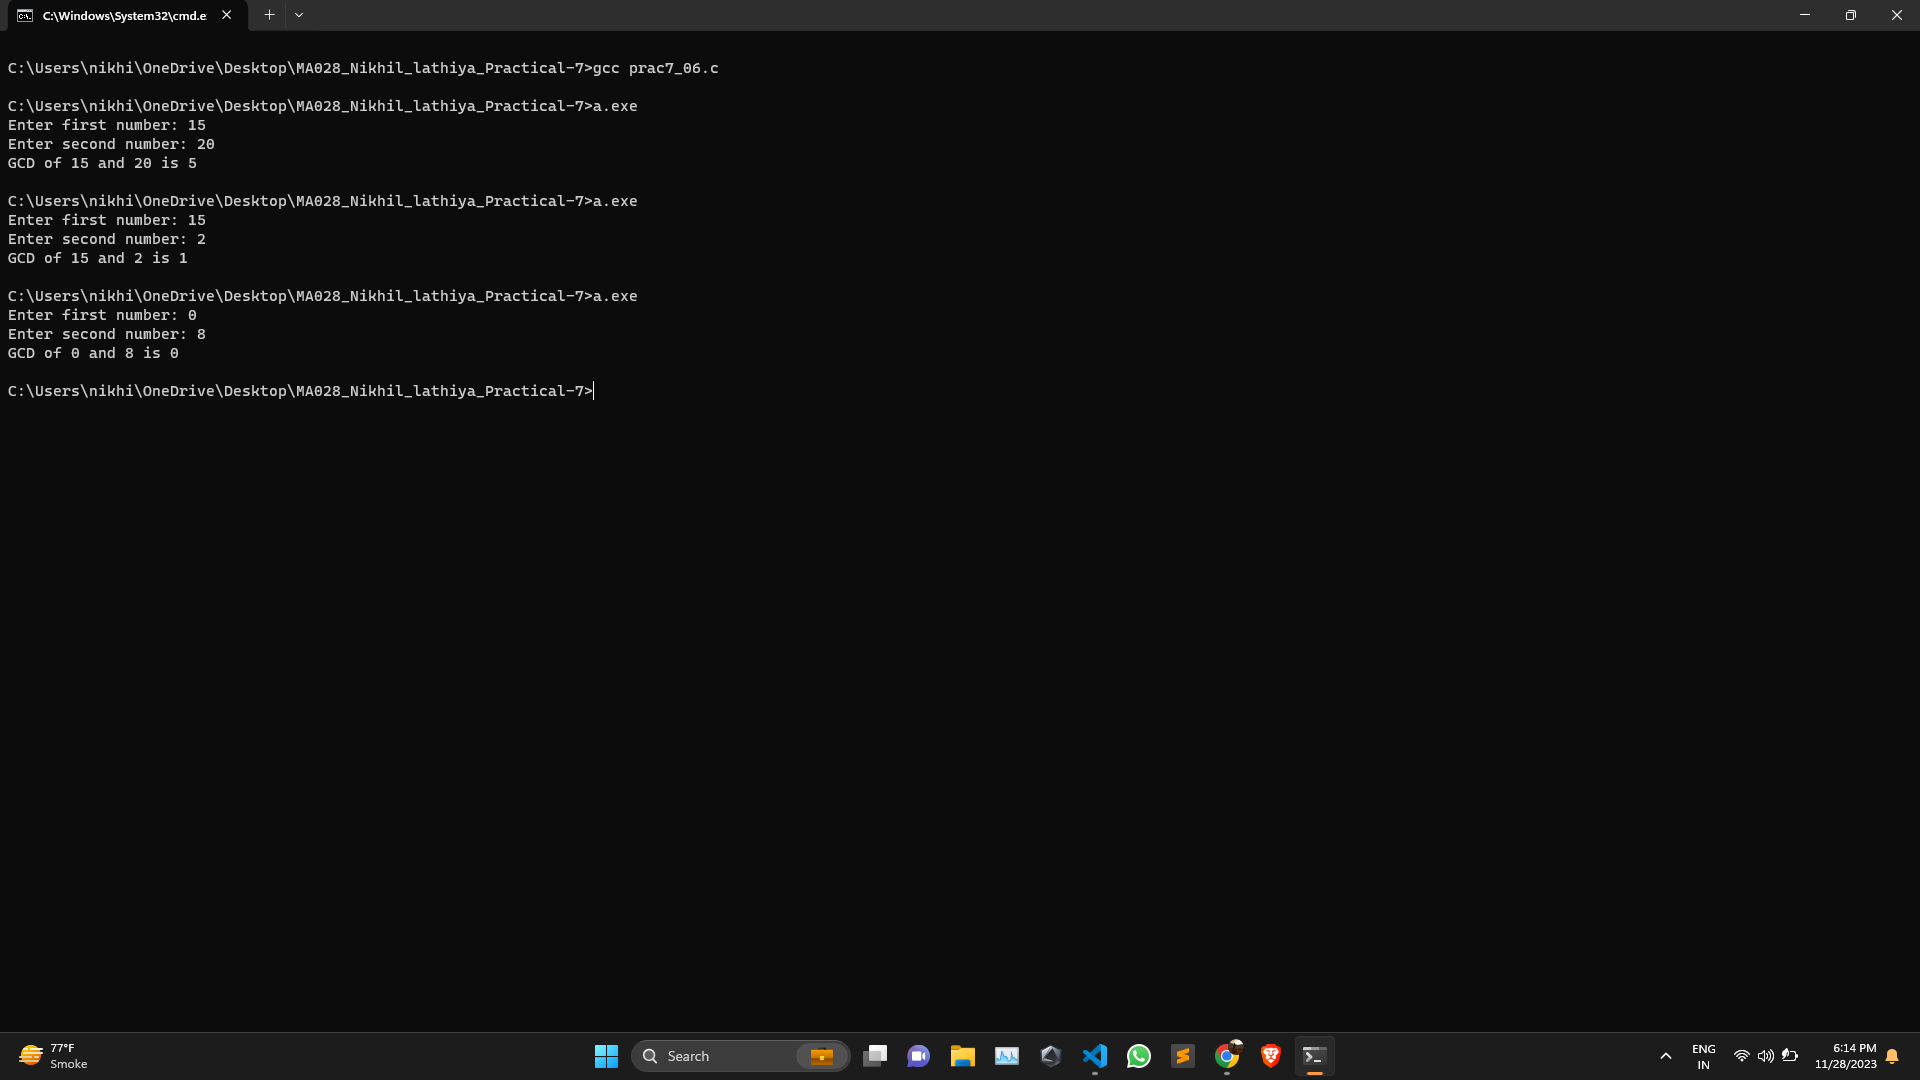 C:\Windows\System32\cmd.e
C:\Users\nikhi\OneDrive\Desktop\MA028_Nikhil_lathiya_Practical-7>gcc prac7_06.c
C:\Users\nikhi\OneDrive\Desktop\MA028_Nikhil_lathiya_Practical-7>a.exe
Enter first number: 15
Enter second number: 20
GCD of 15 and 20 is 5
C:\Users\nikhi\OneDrive\Desktop\MA028_Nikhil_lathiya_Practical-7>a.exe
Enter first number: 15
Enter second number: 2
GCD of 15 and 2 is 1
C:\Users\nikhi\OneDrive\Desktop\MA028_Nikhil_lathiya_Practical-7>a.exe
Enter first number: 0
Enter second number: 8
GCD of 0 and 8 is 0
C:\Users\nikhi\OneDrive\Desktop\MA028_Nikhil_lathiya_Practical-7>
77°F
Smoke
Search
ENG
IN
6:14 PM
11/28/2023